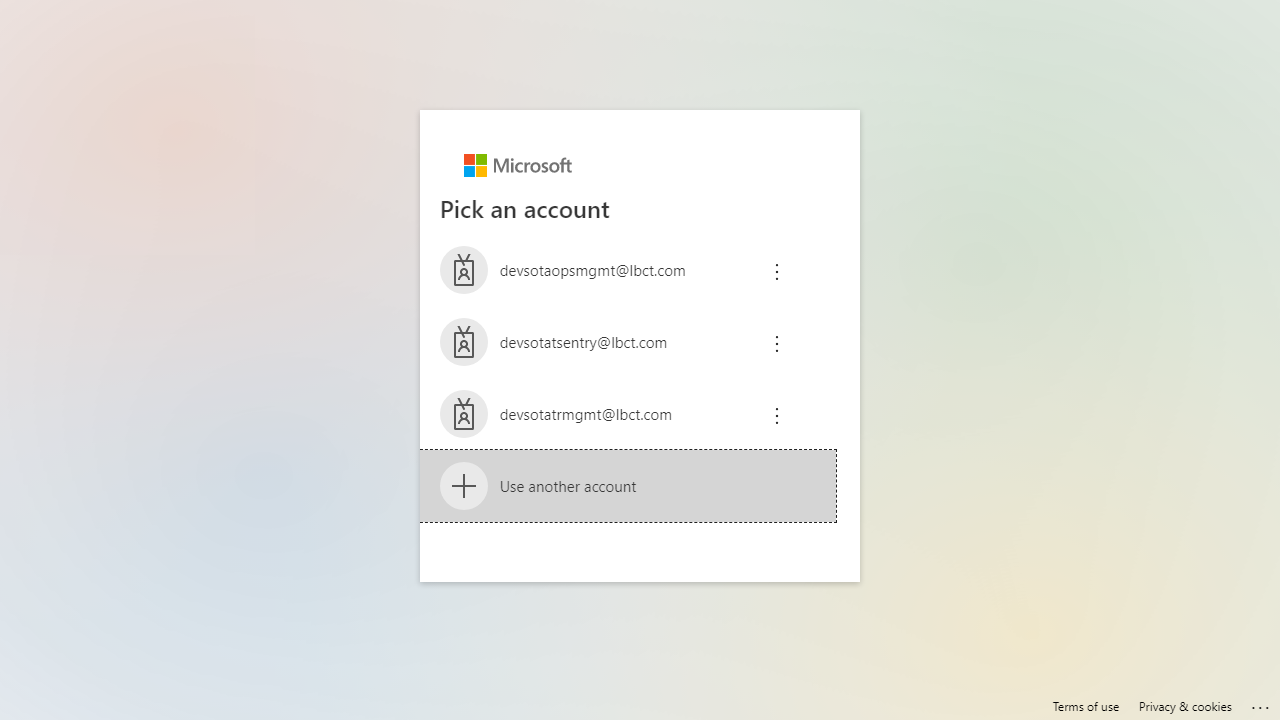 Microsoft
Pick an account
devsotaopsmgmt@lbct.com
devsotatsentry@lbct.com
devsotatrmgmt@lbct.com
Use another account
Terms of use
Privacy & cookies